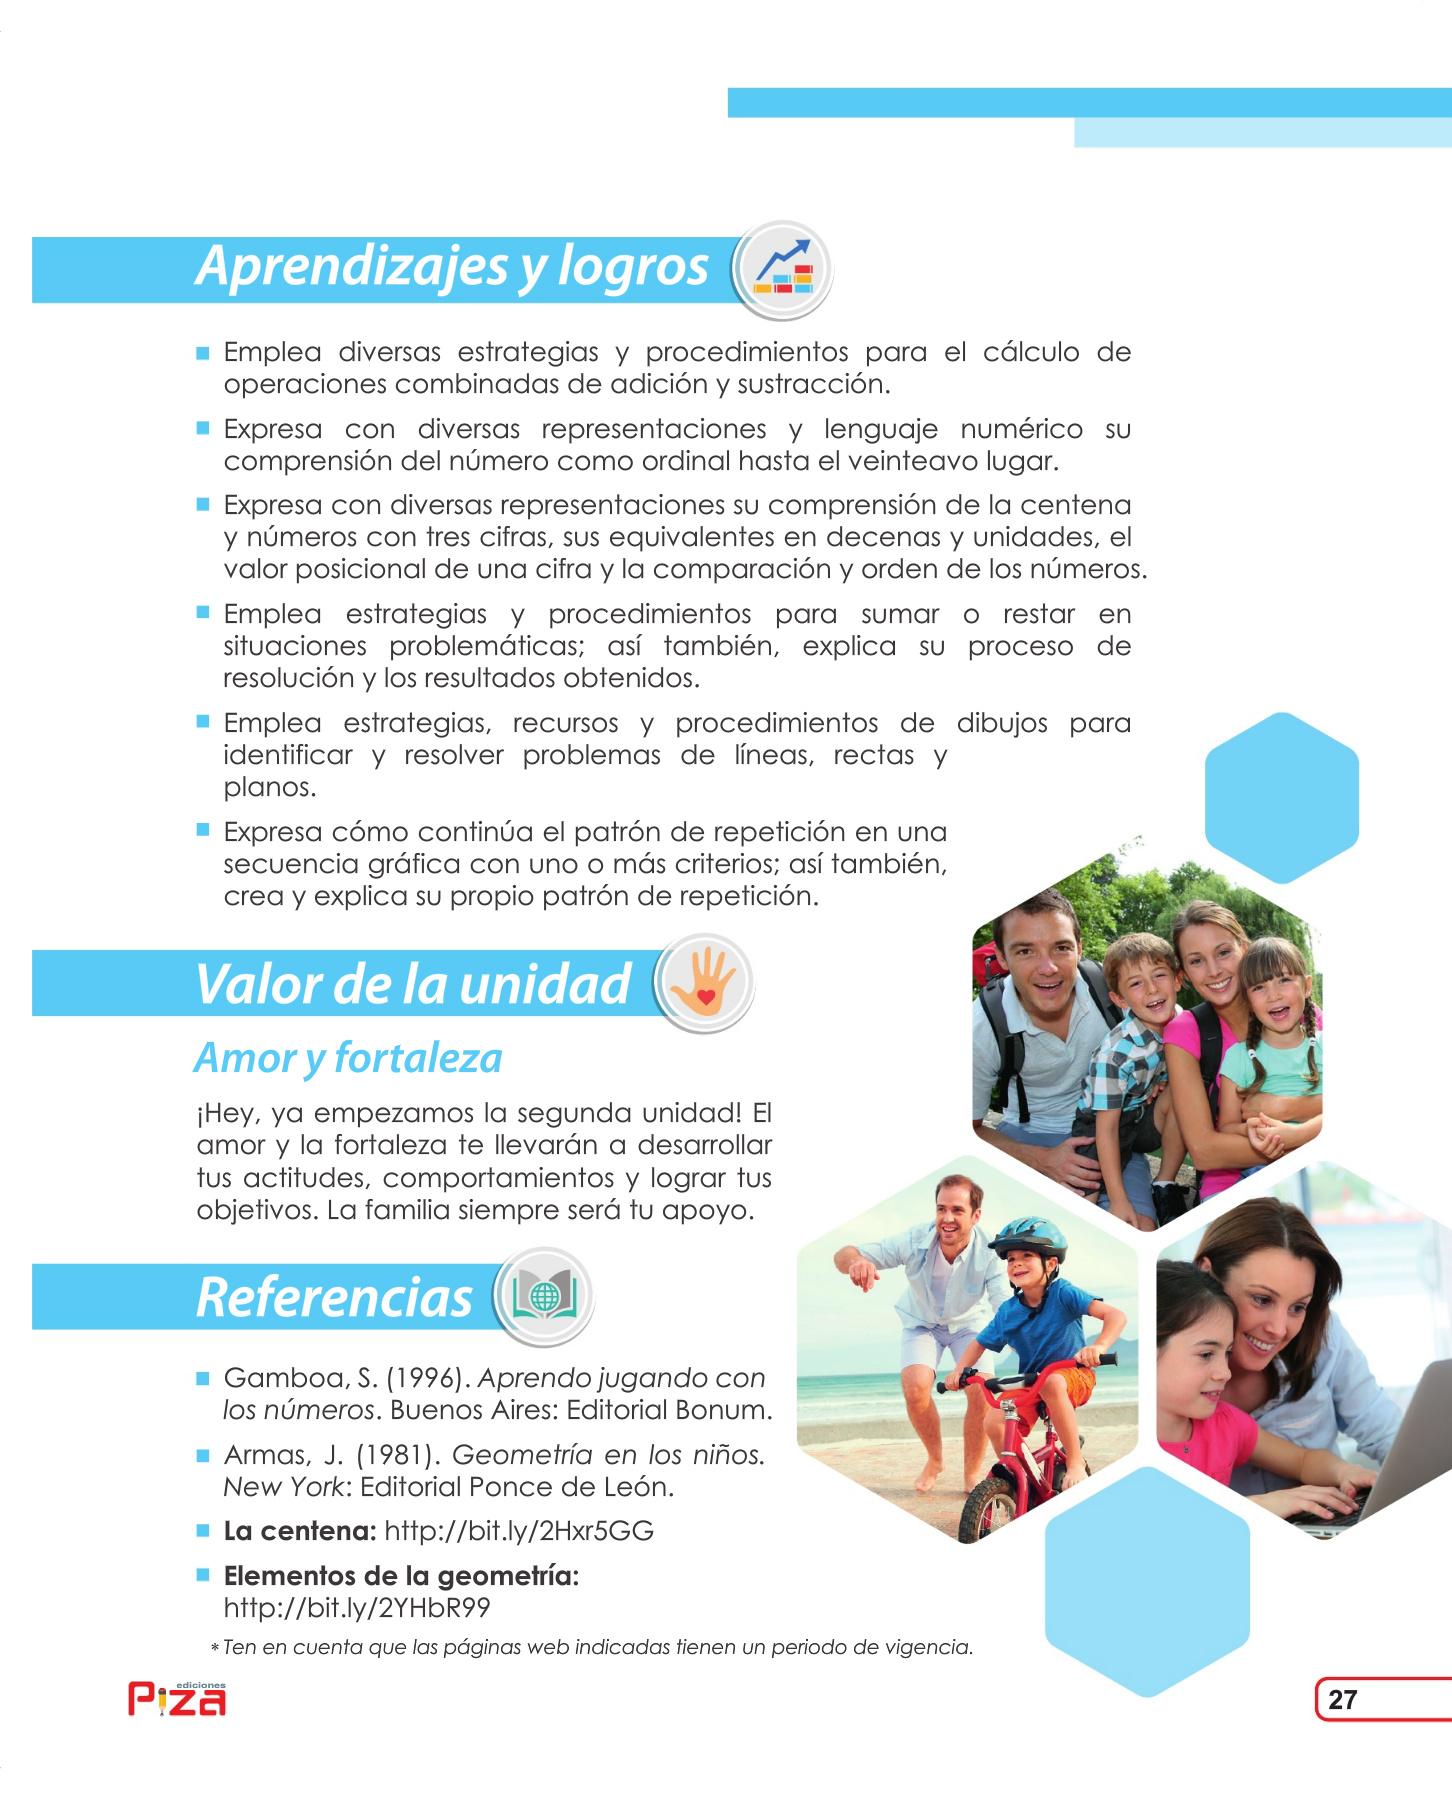 Aprendizajes y logros
Emplea diversas estrategias y procedimientos para el cálculo de
operaciones combinadas de adición y sustracción.
Expresa con diversas representaciones y lenguaje numérico su
comprensión del número como ordinal hasta el veinteavo lugar.
Expresa con diversas representaciones su comprensión de la centena
y números con tres cifras, sus equivalentes en decenas y unidades, el
valor posicional de una cifra y la comparación y orden de los números.
Emplea estrategias y procedimientos para sumar o restar en
situaciones problemáticas; así también, explica su proceso de
resolución y los resultados obtenidos.
Emplea estrategias, recursos y procedimientos de dibujos para
identificar y resolver problemas de líneas, rectas y
planos.
Expresa cómo continúa el patrón de repetición en una
secuencia gráfica con uno o más criterios; así también,
crea y explica su propio patrón de repetición.
Valor de la unidad
Amor y fortaleza
¡Hey, ya empezamos la segunda unidad! El
amor y la fortaleza te llevarán a desarrollar
tus actitudes, comportamientos y lograr tus
objetivos. La familia siempre será tu apoyo.
Referencias
Gamboa, S. (1996). Aprendo jugando con
los números. Buenos Aires: Editorial Bonum.
Armas, J. (1981). Geometría en los niños.
New York: Editorial Ponce de León.
La centena: http://bit.ly/2Hxr5GG
Elementos de la geometría:
http://bit.ly/2YHbR99
* Ten en cuenta que las páginas web indicadas tienen un periodo de vigencia.
ediciones
Piza
27